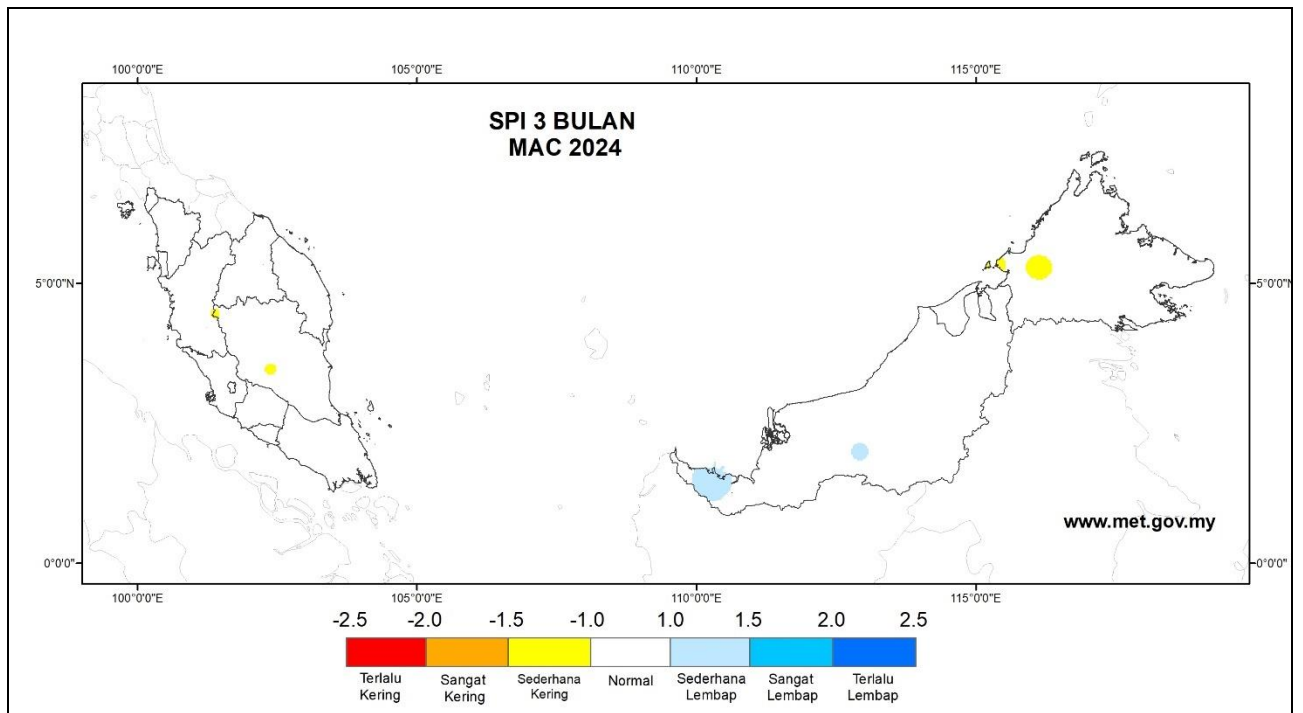 100°0'0"E 105°0'0"E 110°0'0"E 115°0'0"E
SPI 3 BULAN
MAC 2024
5°0'0"N 5°0'0"N
www.met.gov.my
0°0'0" 0°0'0"
100°0'0"E 105°0'0"E 110°0'0"E 115°0'0"E
-2.5 -2.0 -1.5 -1.0 1.0 1.5 2.0 2.5
Terlalu Kering
Sangat Kering
Sederhana Kering
Normal
Sederhana Lembap
Sangat Lembap
Terlalu Lembap